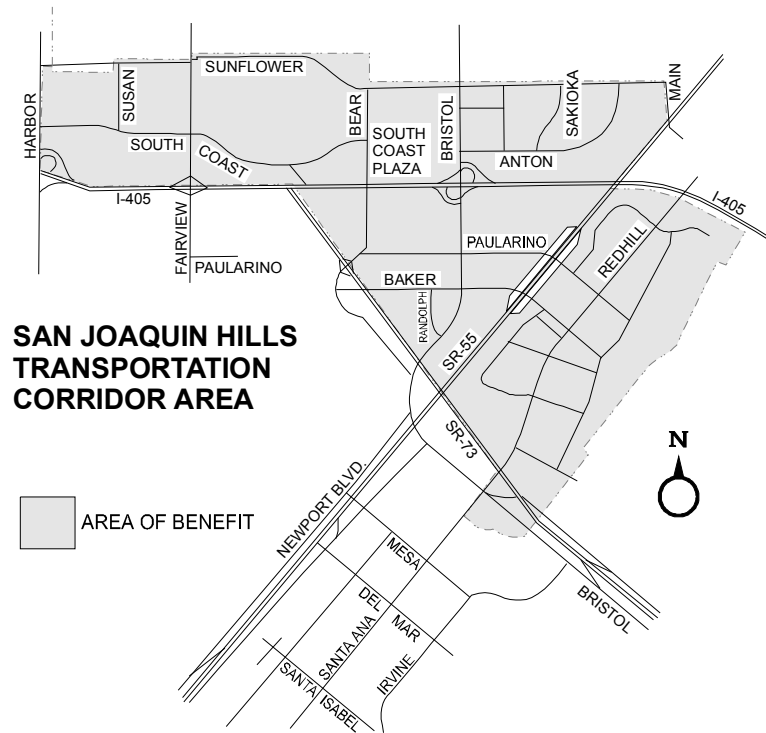 SUNFLOWER
HARBOR
SUSAN
BEAR
BRISTOL
SAKIOKA
MAIN
SOUTH
COAST
SOUTH
COAST
PLAZA
ANTON
I-405
I-405
FAIRVIEW
PAULARINO
PAULARINO
REDHILL
BAKER
RANDOLPH
SAN JOAQUIN HILLS
TRANSPORTATION
CORRIDOR AREA
SR-55
SR-73
N
AREA OF BENEFIT
NEWPORT BLVD.
MESA
DEL MAR
BRISTOL
SANTA ANA
IRVINE
SANTA ISABEL